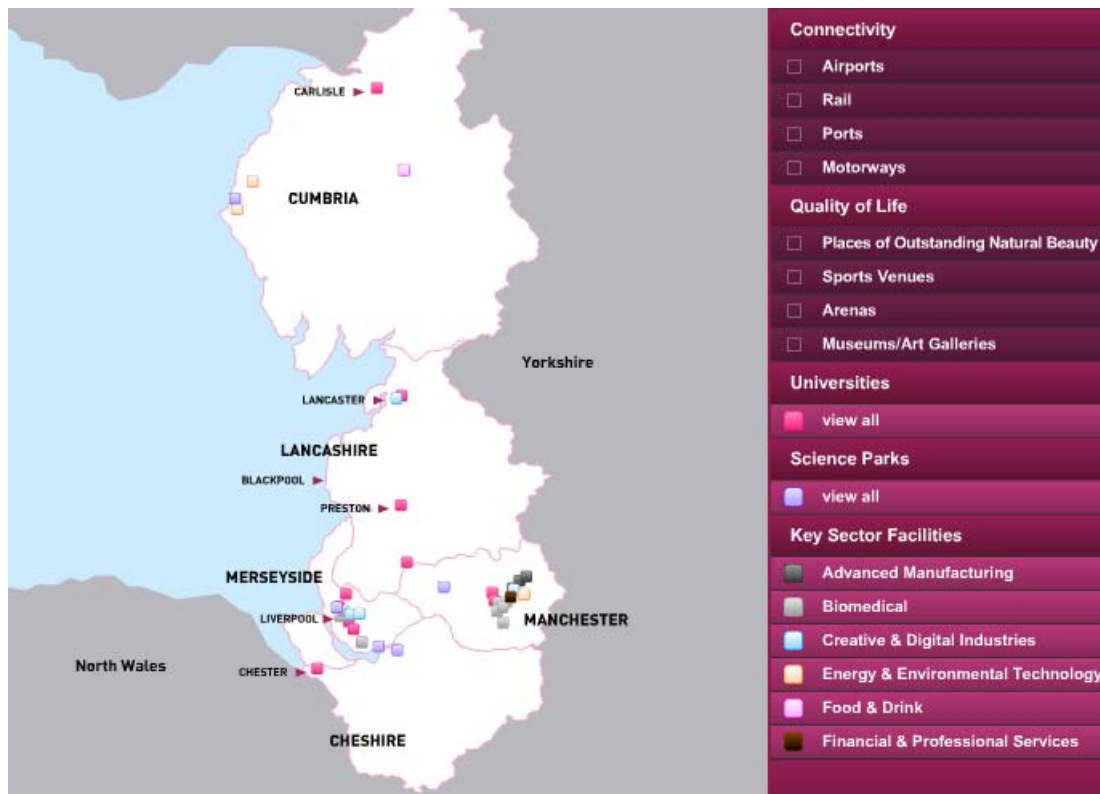 CARLISLE
CUMBRIA
Yorkshire
LANCASTER
LANCASHIRE
BLACKPOOL
PRESTON
MERSEYSIDE
LIVERPOOL
MANCHESTER
North Wales
CHESTER
CHESHIRE
Connectivity
Airports
Rail
Ports
Motorways
Quality of Life
Places of Outstanding Natural Beauty
Sports Venues
Arenas
Museums/Art Galleries
Universities
view all
Science Parks
view all
Key Sector Facilities
Advanced Manufacturing
Biomedical
Creative & Digital Industries
Energy & Environmental Technology
Food & Drink
Financial & Professional Services